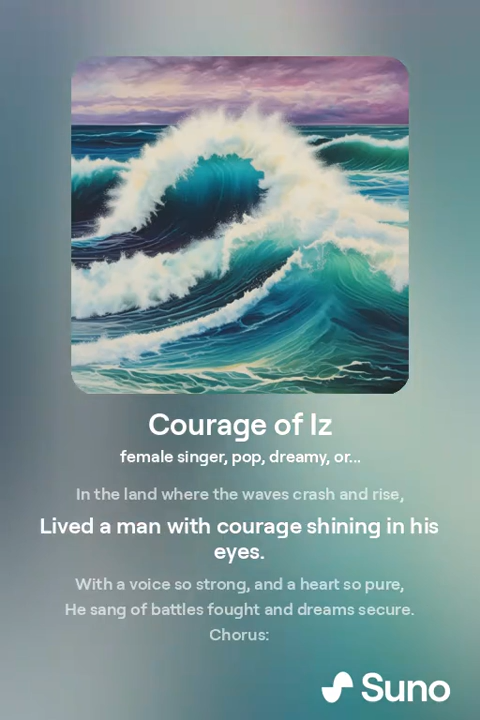 Courage of Iz
female singer, pop, dreamy, or...
In the land where the waves crash and rise,
Lived a man with courage shining in his
eyes.
With a voice so strong, and a heart so pure,
He sang of battles fought and dreams secure.
Chorus:
Suno